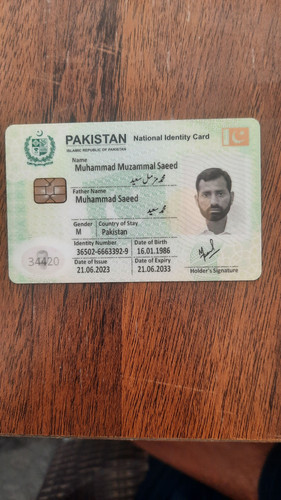 PAKISTAN National Identity Card
ISLAMIC REPUBLIC OF PAKISTAN
Name
Muhammad Muzammal Saeed
محمد مزمل سعید
Father Name
Muhammad Saeed
محمد سعید
Gender Country of Stay
M Pakistan
Identity Number Date of Birth
36502-6663392-9 16.01.1986
Date of Issue Date of Expiry
21.06.2023 21.06.2033
Holder's Signature
34420